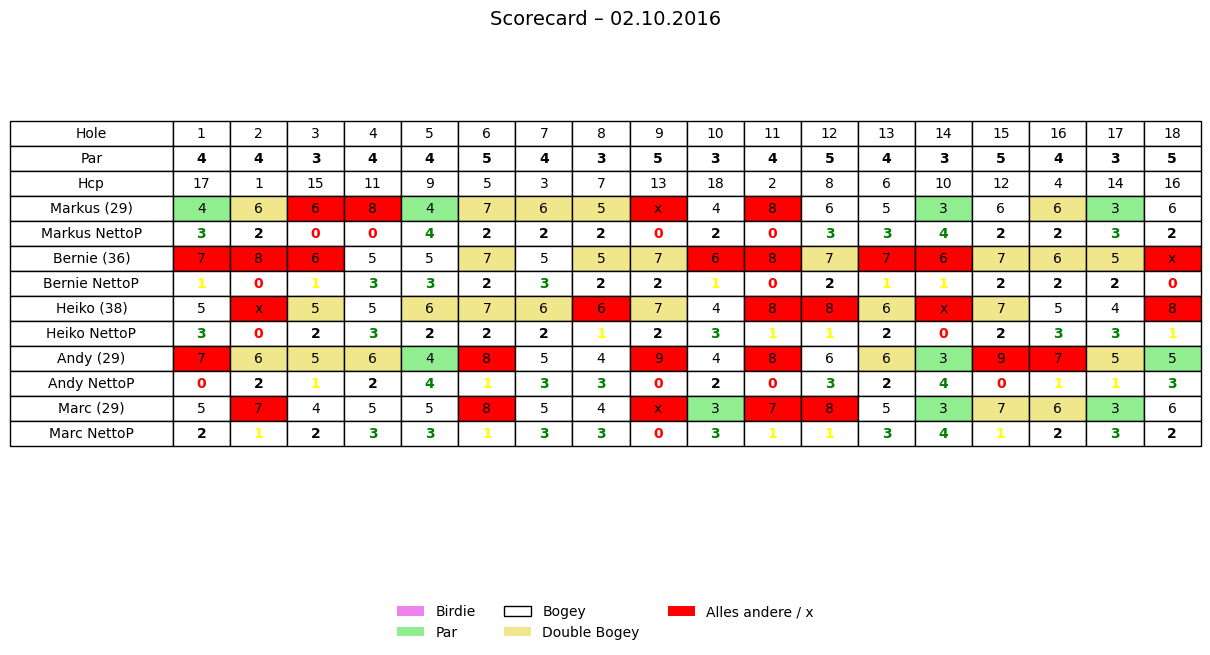 Scorecard – 02.10.2016
Hole 1 2 3 4 5 6 7 8 9 10 11 12 13 14 15 16 17 18
Par 4 4 3 4 4 5 4 3 5 3 4 5 4 3 5 4 3 5
Hcp 17 1 15 11 9 5 3 7 13 18 2 8 6 10 12 4 14 16
Markus (29) 4 6 6 8 4 7 6 5 x 4 8 6 5 3 6 6 3 6
Markus NettoP 3 2 0 0 4 2 2 2 0 2 0 3 3 4 2 2 3 2
Bernie (36) 7 8 6 5 5 7 5 5 7 6 8 7 7 6 7 6 5 x
Bernie NettoP 1 0 1 3 3 2 3 2 2 1 0 2 1 1 2 2 2 0
Heiko (38) 5 x 5 5 6 7 6 6 7 4 8 8 6 x 7 5 4 8
Heiko NettoP 3 0 2 3 2 2 2 1 2 3 1 1 2 0 2 3 3 1
Andy (29) 7 6 5 6 4 8 5 4 9 4 8 6 6 3 9 7 5 5
Andy NettoP 0 2 1 2 4 1 3 3 0 2 0 3 2 4 0 1 1 3
Marc (29) 5 7 4 5 5 8 5 4 x 3 7 8 5 3 7 6 3 6
Marc NettoP 2 1 2 3 3 1 3 3 0 3 1 1 3 4 1 2 3 2
Birdie Bogey Alles andere / x
Par Double Bogey